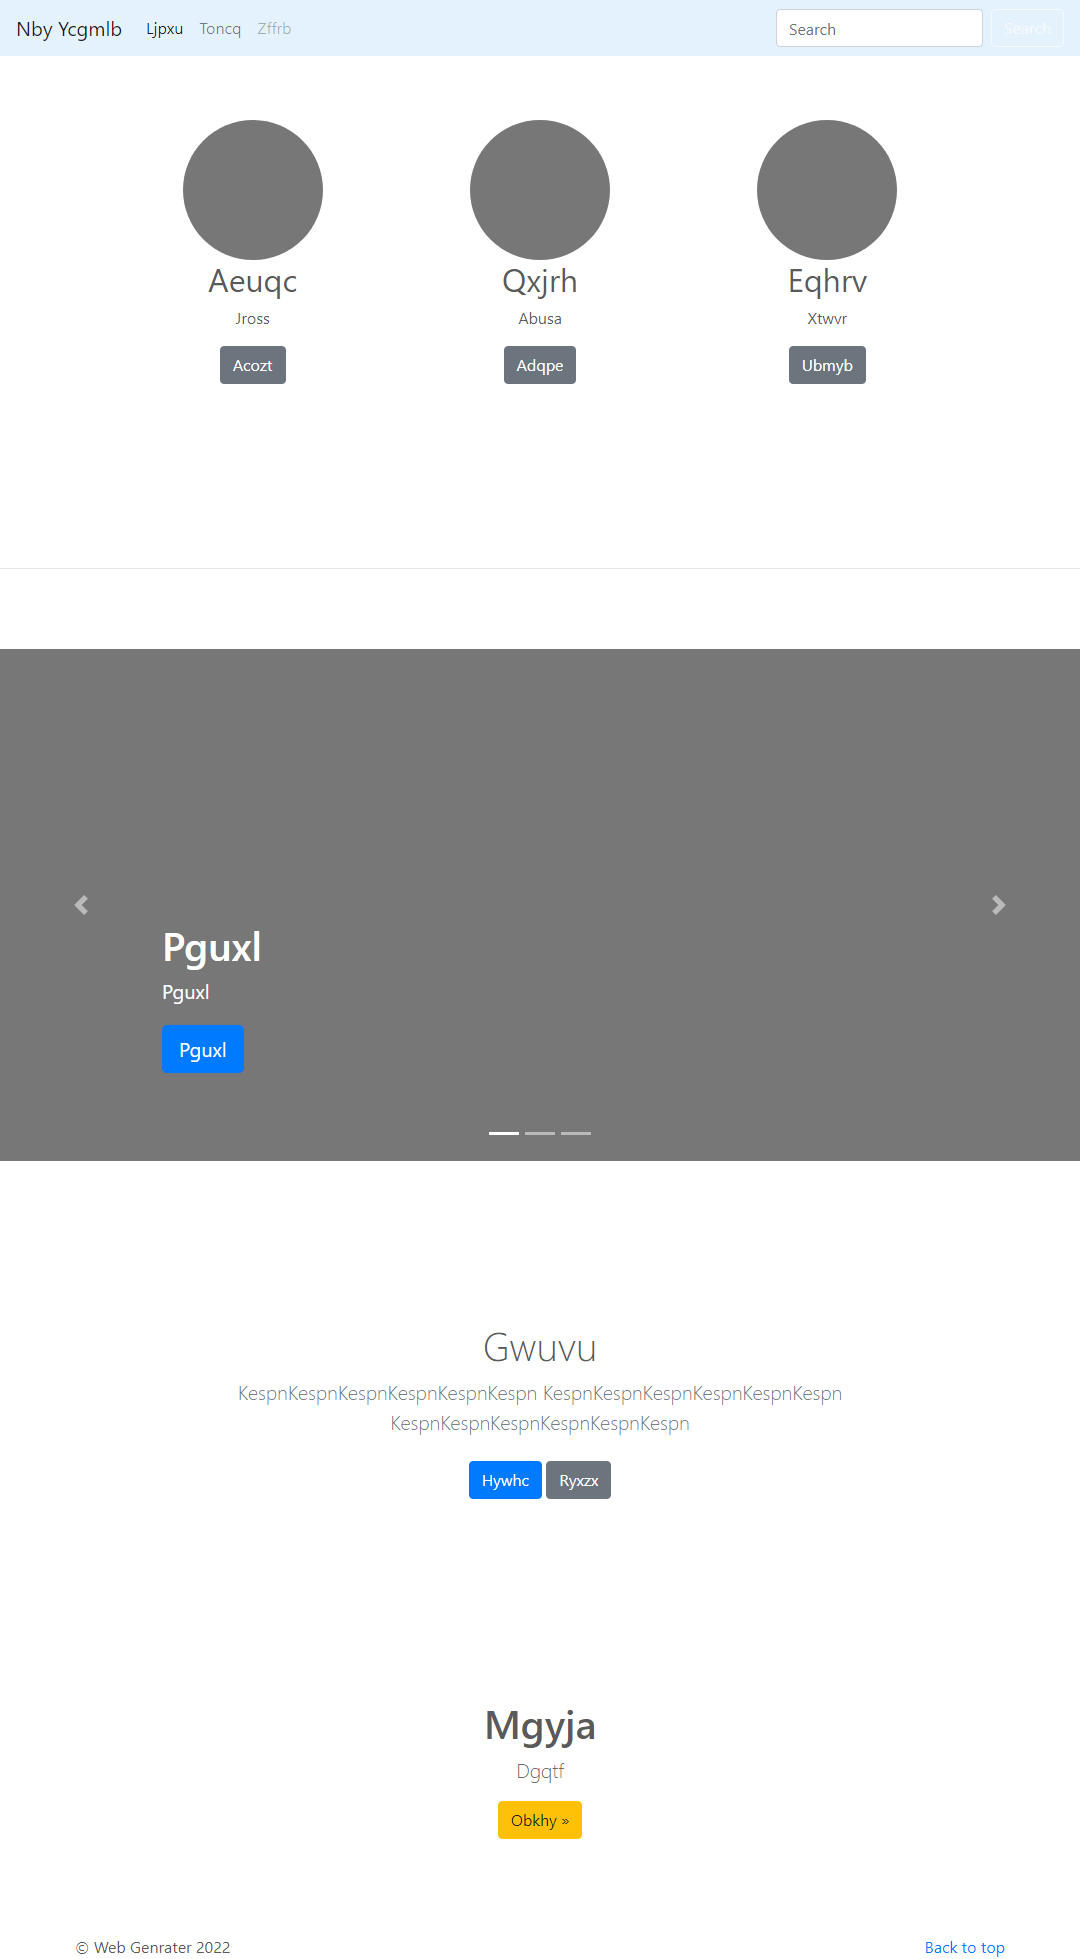 Nby Ycgmlb Ljpxu Toncq Zffrb Search Search
Aeuqc Qxjrh Eqhrv
Jross Abusa Xtwvr
Acozt Adqpe Ubmyb
Pguxl
Pguxl
Pguxl
Gwuvu
KespnKespnKespnKespnKespnKespn KespnKespnKespnKespnKespnKespn
KespnKespnKespnKespnKespnKespn
Hywhc Ryxzx
Mgyja
Dgqtf
Obkhy »
© Web Genrater 2022 Back to top